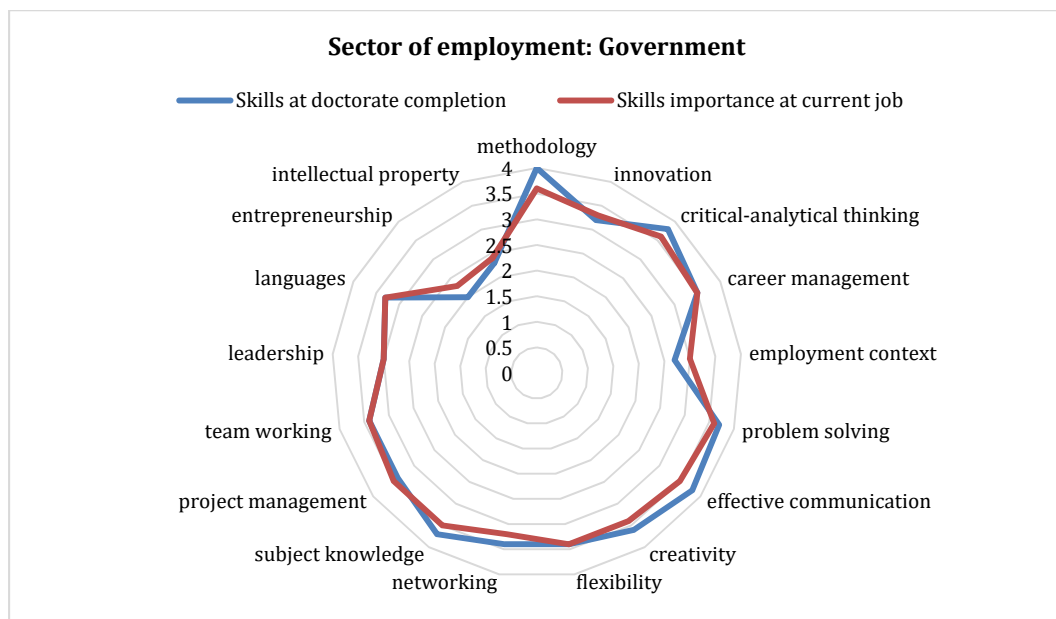 Sector of employment: Government
Skills at doctorate completion
Skills importance at current job
methodology
innovation
critical-analytical thinking
career management
employment context
problem solving
effective communication
creativity
flexibility
networking
subject knowledge
project management
team working
leadership
languages
entrepreneurship
intellectual property
4
3.5
3
2.5
2
1.5
1
0.5
0